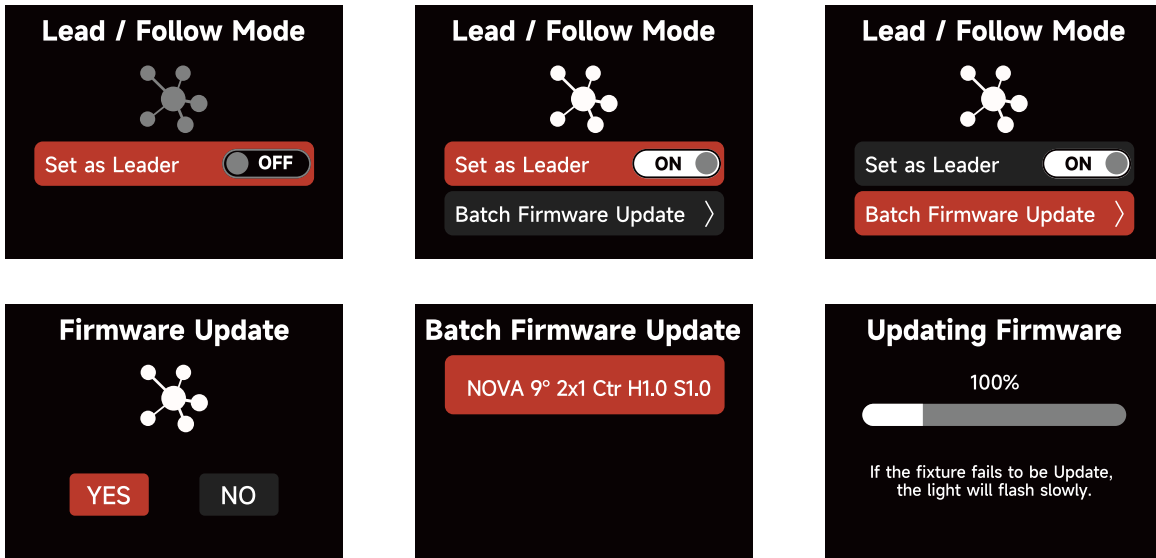 Lead / Follow Mode
Set as Leader OFF
Lead / Follow Mode
Set as Leader ON
Batch Firmware Update
Lead / Follow Mode
Set as Leader ON
Batch Firmware Update
Firmware Update
YES NO
Batch Firmware Update
NOVA 9° 2x1 Ctr H1.0 S1.0
Updating Firmware
100%
If the fixture fails to be Update,
the light will flash slowly.